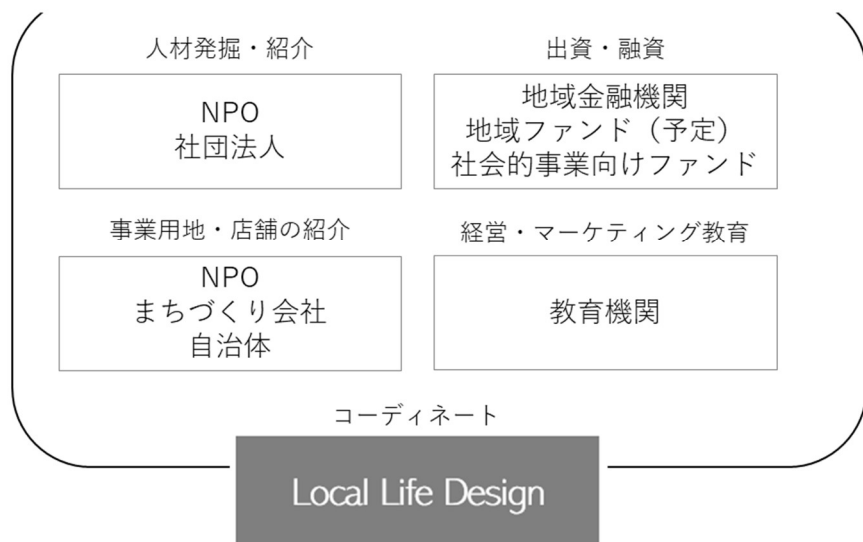 人材発掘・紹介
NPO
社団法人
出資・融資
地域金融機関
地域ファンド（予定）
社会的事業向けファンド
事業用地・店舗の紹介
NPO
まちづくり会社
自治体
経営・マーケティング教育
教育機関
コーディネート
Local Life Design